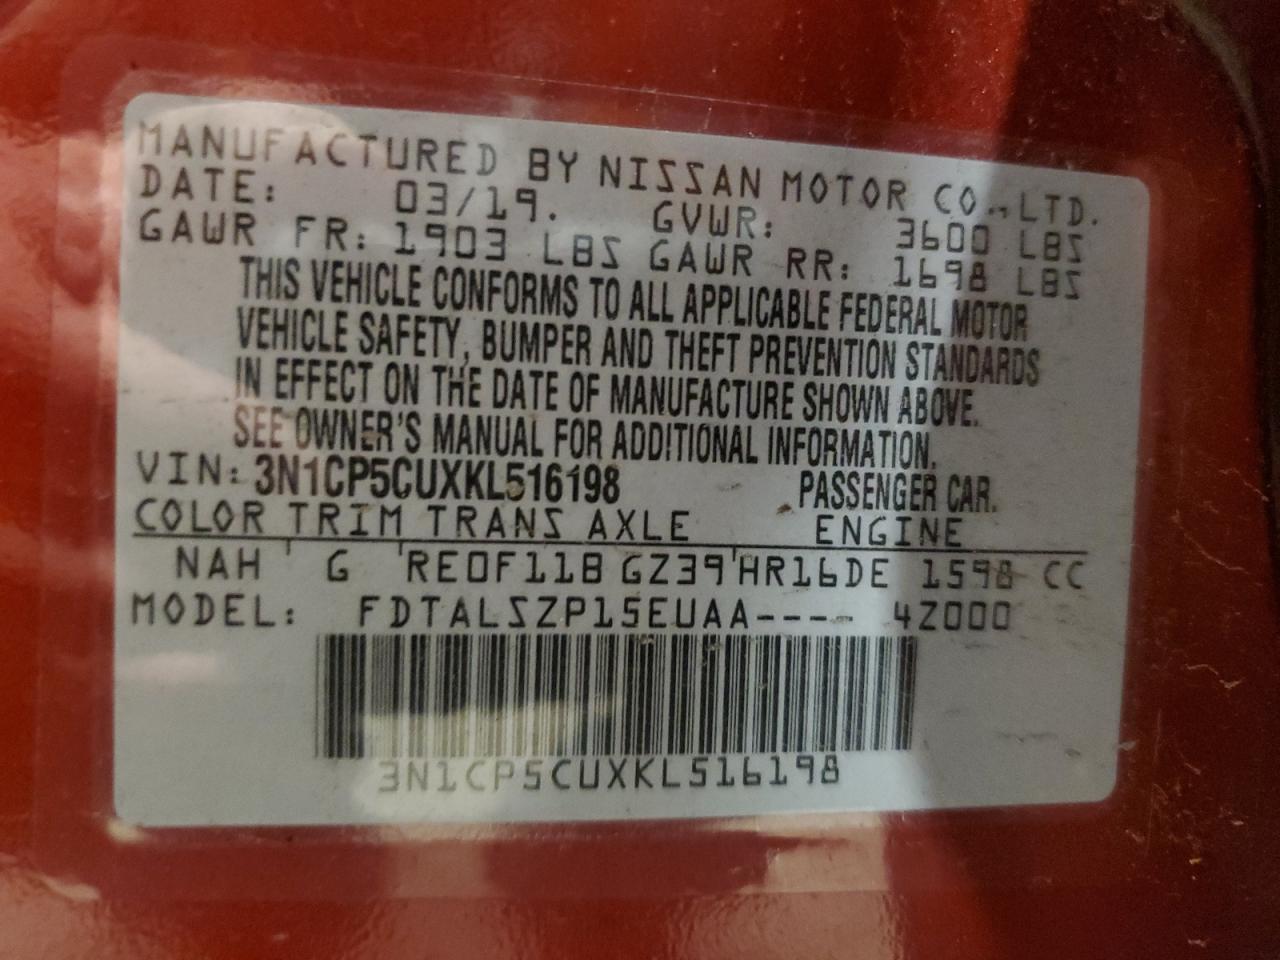 MANUFACTURED BY NISSAN MOTOR CO.,LTD.
DATE: 03/19. GVWR: 3600 LBS
GAWR FR: 1903 LBS GAWR RR: 1698 LBS
THIS VEHICLE CONFORMS TO ALL APPLICABLE FEDERAL MOTOR
VEHICLE SAFETY, BUMPER AND THEFT PREVENTION STANDARDS
IN EFFECT ON THE DATE OF MANUFACTURE SHOWN ABOVE.
SEE OWNER'S MANUAL FOR ADDITIONAL INFORMATION.
VIN: 3N1CP5CUXKL516198 PASSENGER CAR.
COLOR TRIM TRANS AXLE ENGINE
NAH G RE0F11B GZ39 HR16DE 1598 CC
MODEL: FDTALSZP15EUAA---- 4Z000
3N1CP5CUXKL516198